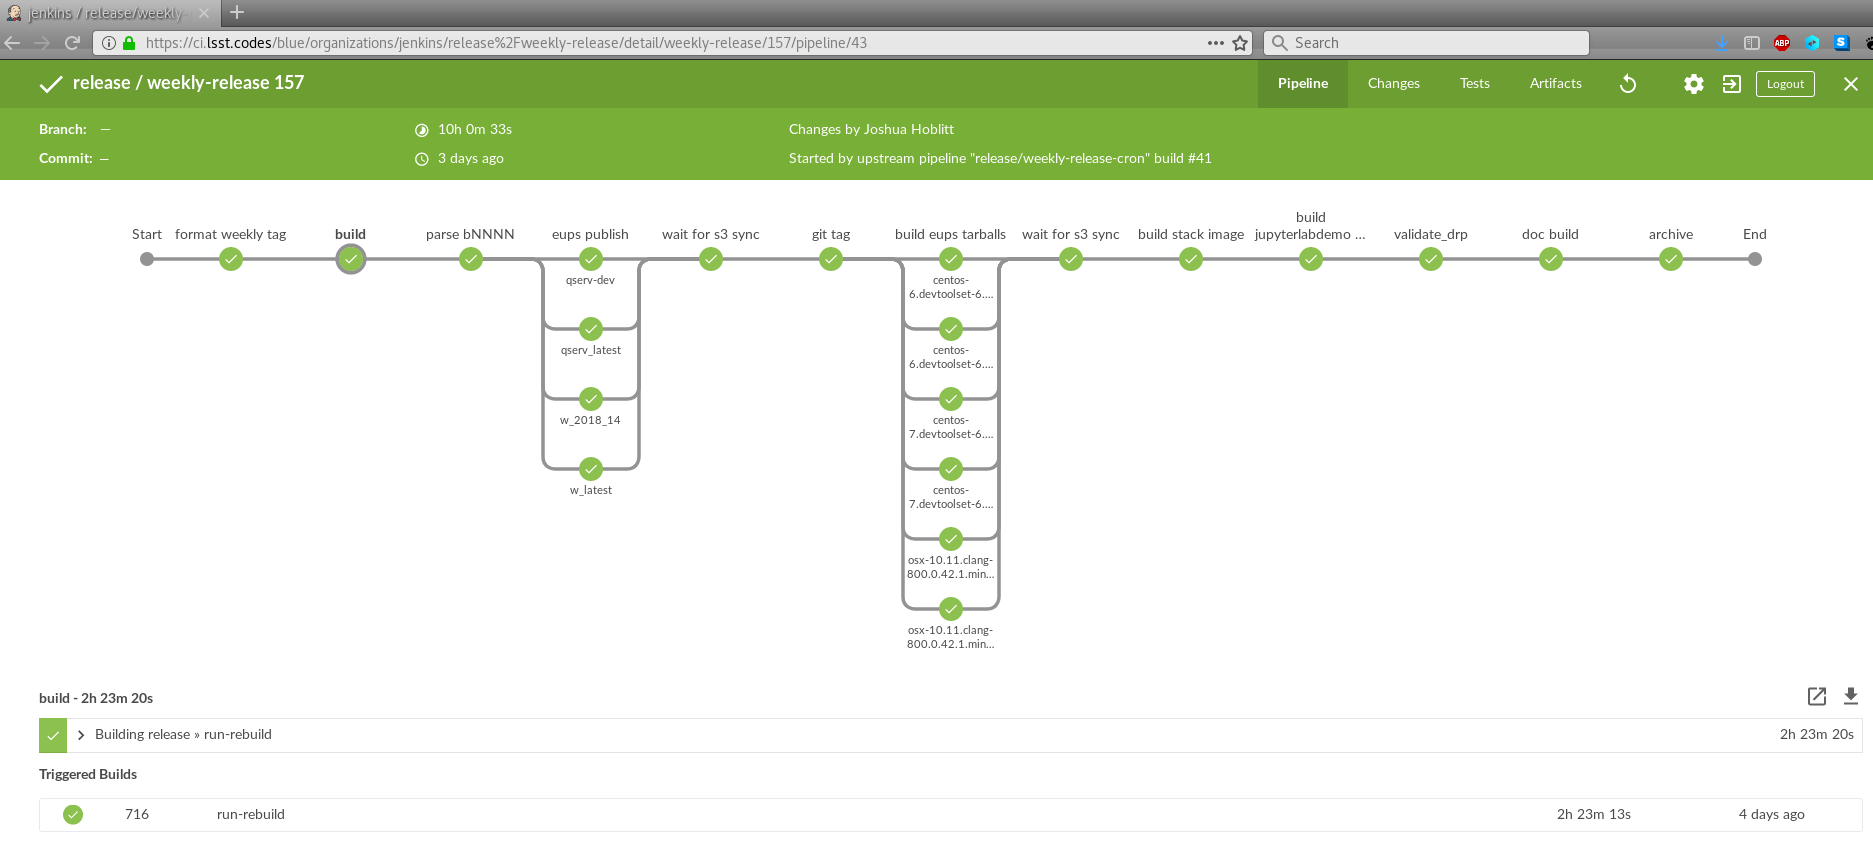 jenkins / release/weekly-
https://ci.lsst.codes/blue/organizations/jenkins/release%2Fweekly-release/detail/weekly-release/157/pipeline/43
Search
ABP
S
release / weekly-release 157
Pipeline
Changes
Tests
Artifacts
Logout
Branch: —
10h 0m 33s
Changes by Joshua Hoblitt
Commit: —
3 days ago
Started by upstream pipeline "release/weekly-release-cron" build #41
Start
format weekly tag
build
parse bNNNN
eups publish
wait for s3 sync
git tag
build eups tarballs
wait for s3 sync
build stack image
build
jupyterlabdemo ...
validate_drp
doc build
archive
End
qserv-dev
qserv_latest
w_2018_14
w_latest
centos-
6.devtoolset-6....
centos-
6.devtoolset-6....
centos-
7.devtoolset-6....
centos-
7.devtoolset-6....
osx-10.11.clang-
800.0.42.1.min...
osx-10.11.clang-
800.0.42.1.min...
build - 2h 23m 20s
Building release » run-rebuild
2h 23m 20s
Triggered Builds
716
run-rebuild
2h 23m 13s
4 days ago